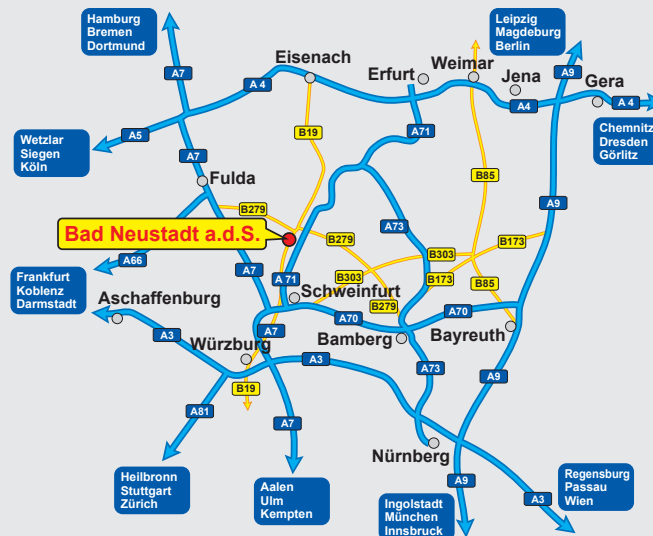 Hamburg
Bremen
Dortmund
Leipzig
Magdeburg
Berlin
Eisenach
Erfurt
Weimar
Jena
Gera
A7
A 4
A9
A4
A 4
A5
B19
A71
Wetzlar
Siegen
Köln
Chemnitz
Dresden
Görlitz
A7
Fulda
B85
B279
A9
Bad Neustadt a.d.S.
B279
A73
B303
B173
A66
A7
A 71
B303
B173
B85
Frankfurt
Koblenz
Darmstadt
Schweinfurt
B279
Aschaffenburg
A70
A70
A3
A7
Bamberg
Bayreuth
Würzburg
A3
A73
A9
B19
A81
A7
Nürnberg
Heilbronn
Stuttgart
Zürich
Aalen
Ulm
Kempten
A9
Ingolstadt
München
Innsbruck
A3
Regensburg
Passau
Wien